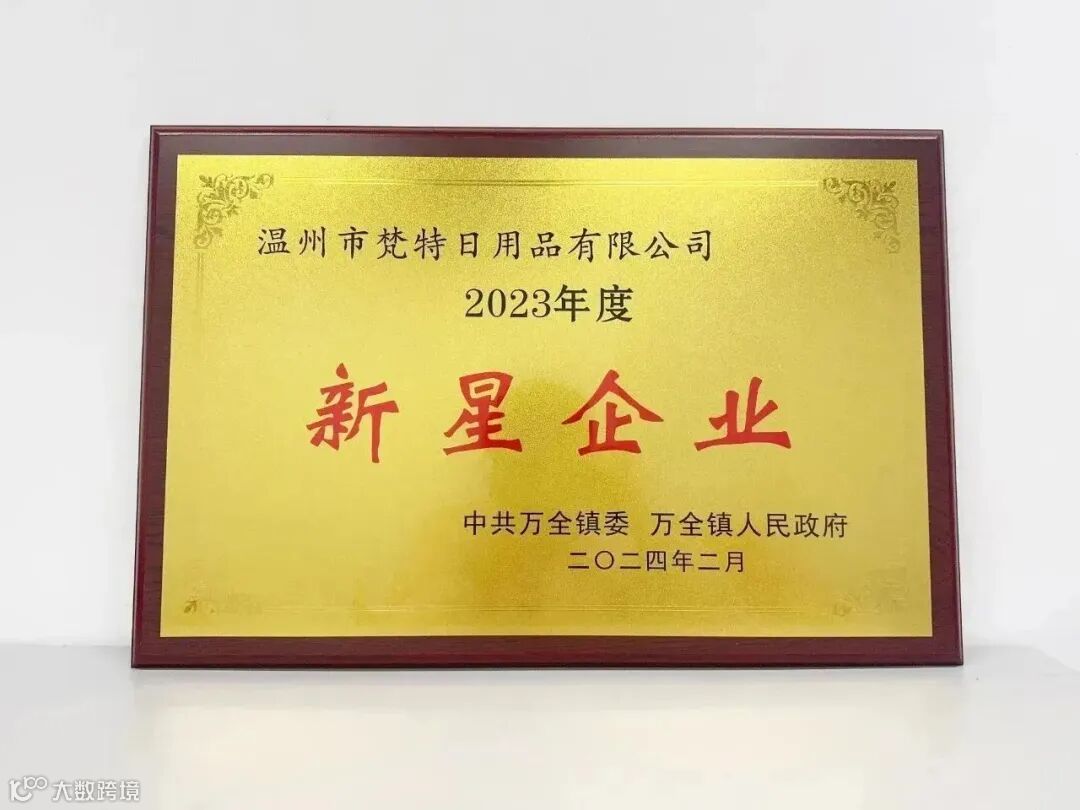 温州市梵特日用品有限公司
2023年度
新星企业
中共万全镇委 万全镇人民政府
二〇二四年二月
大数跨境